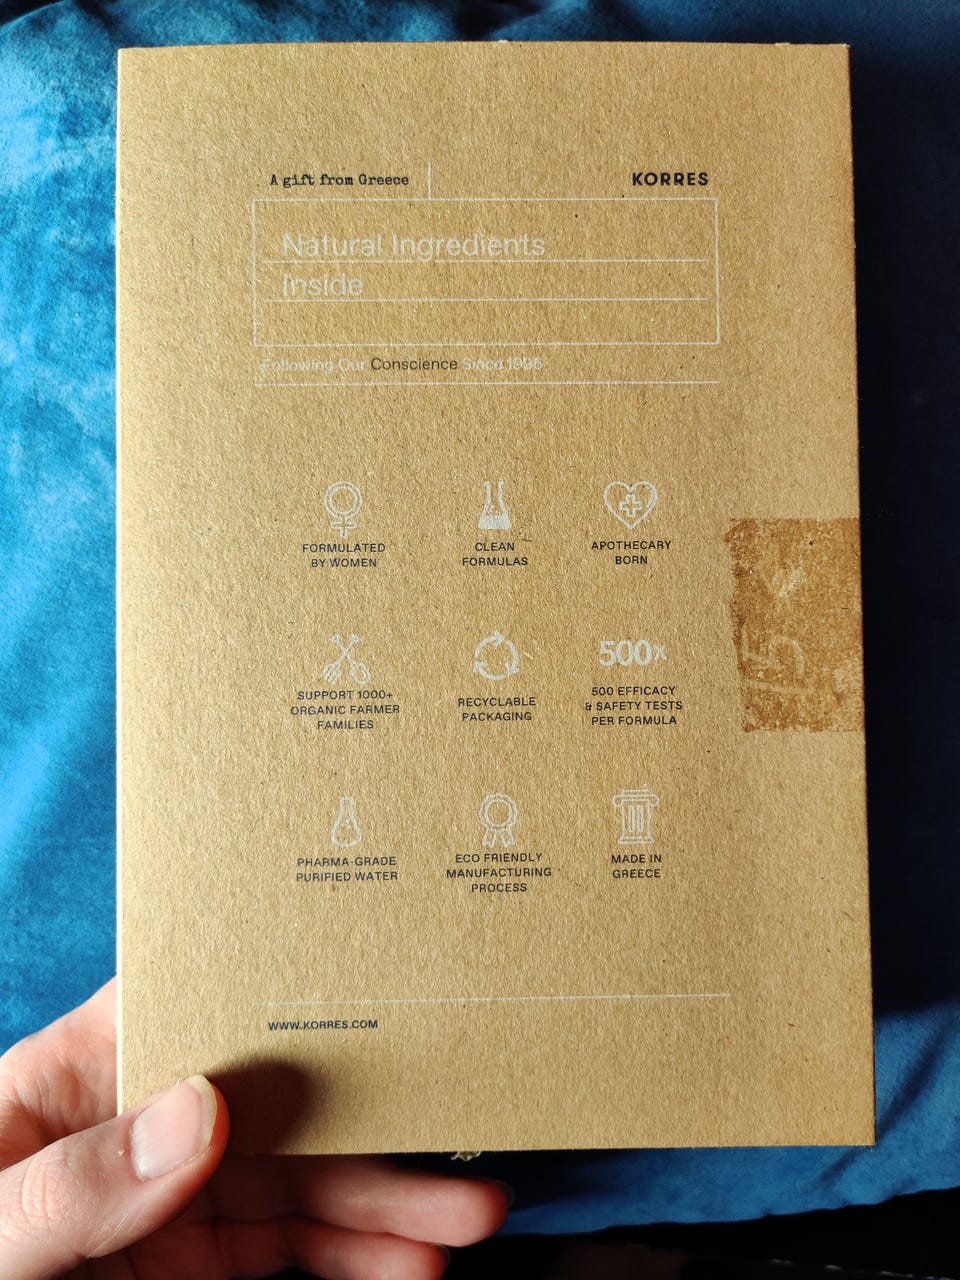 A gift from Greece
KORRES
Natural Ingredients
Inside
Following Our Conscience Since 1996
FORMULATED
BY WOMEN
CLEAN
FORMULAS
APOTHECARY
BORN
SUPPORT 1000+
ORGANIC FARMER
FAMILIES
RECYCLABLE
PACKAGING
500x
500 EFFICACY
& SAFETY TESTS
PER FORMULA
PHARMA-GRADE
PURIFIED WATER
ECO FRIENDLY
MANUFACTURING
PROCESS
MADE IN
GREECE
WWW.KORRES.COM